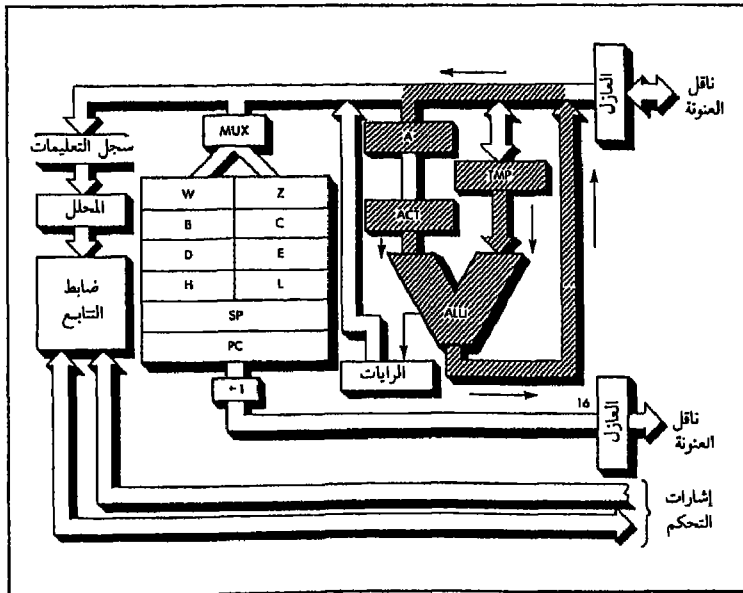 العازل
ناقل
العنونة
MUX
A
سجل التعليمات
TMP
المحلل
W
Z
ACT
B
C
D
E
ضابط
التتابع
H
L
ALU
SP
PC
الرايات
+1
16
العازل
ناقل
العنونة
إشارات
التحكم